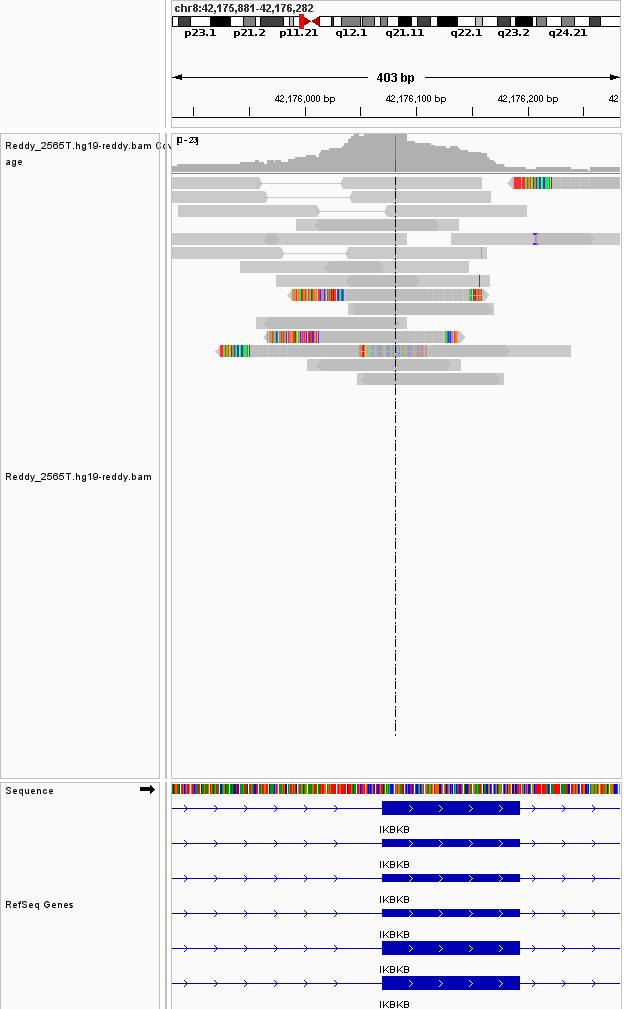 chr8:42,175,881-42,176,282
p23.1 p21.2 p11.21 q12.1 q21.11 q22.1 q23.2 q24.21
403 bp
42,176,000 bp 42,176,100 bp 42,176,200 bp 42
Reddy_2565T.hg19-reddy.bam Cov
age
[0-23]
Reddy_2565T.hg19-reddy.bam
Sequence
IKBKB
IKBKB
IKBKB
RefSeq Genes
IKBKB
IKBKB
IKBKB